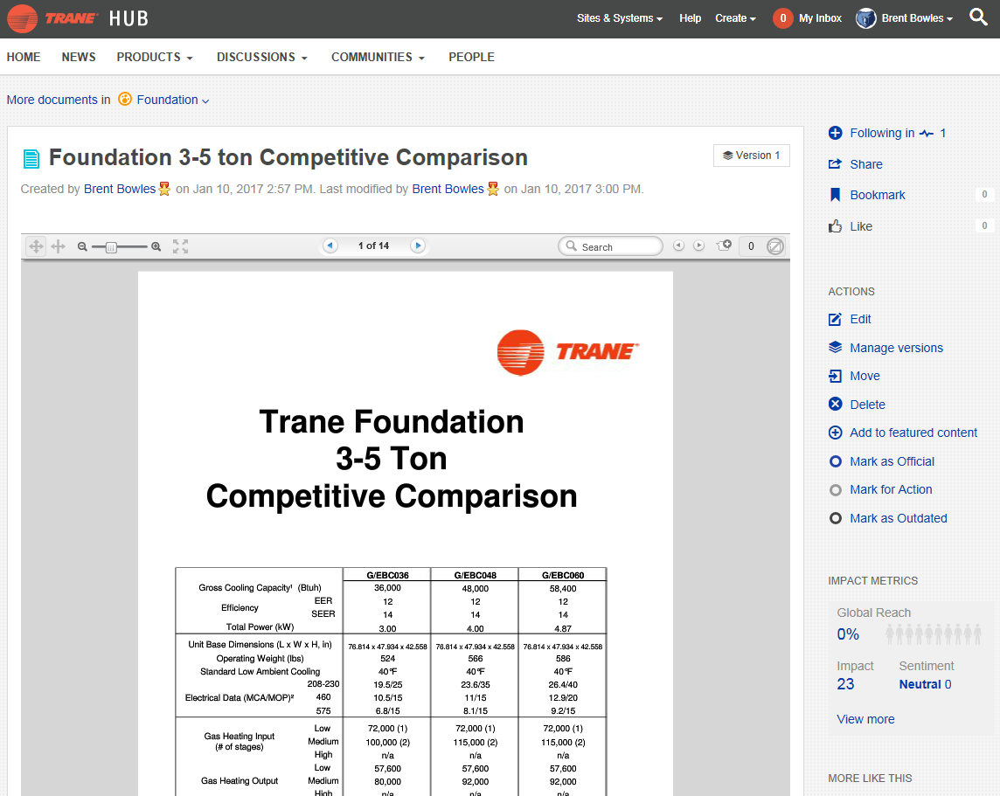 TRANE HUB
Sites & Systems Help Create 0 My Inbox Brent Bowles
HOME NEWS PRODUCTS DISCUSSIONS COMMUNITIES PEOPLE
More documents in Foundation
Foundation 3-5 ton Competitive Comparison
Version 1
Created by Brent Bowles on Jan 10, 2017 2:57 PM. Last modified by Brent Bowles on Jan 10, 2017 3:00 PM.
1 of 14
Search
0
TRANE
Trane Foundation
3-5 Ton
Competitive Comparison
G/EBC036 G/EBC048 G/EBC060
Gross Cooling Capacity¹ (Btuh) 36,000 48,000 58,400
Efficiency
EER 12 12 12
SEER 14 14 14
Total Power (kW) 3.00 4.00 4.87
Unit Base Dimensions (L x W x H, in) 76.814 x 47.934 x 42.558 76.814 x 47.934 x 42.558 76.814 x 47.934 x 42.558
Operating Weight (lbs) 524 566 586
Standard Low Ambient Cooling 40°F 40°F 40°F
208-230 19.5/25 23.6/35 26.4/40
Electrical Data (MCA/MOP)² 460 10.5/15 11/15 12.9/20
575 6.8/15 8.1/15 9.2/15
Gas Heating Input
(# of stages)
Low 72,000 (1) 72,000 (1) 72,000 (1)
Medium 100,000 (2) 115,000 (2) 115,000 (2)
High n/a n/a n/a
Low 57,600 57,600 57,600
Gas Heating Output Medium 80,000 92,000 92,000
High n/a n/a n/a
Following in 1
Share
Bookmark 0
Like 0
ACTIONS
Edit
Manage versions
Move
Delete
Add to featured content
Mark as Official
Mark for Action
Mark as Outdated
IMPACT METRICS
Global Reach
0%
Impact Sentiment
23 Neutral 0
View more
MORE LIKE THIS